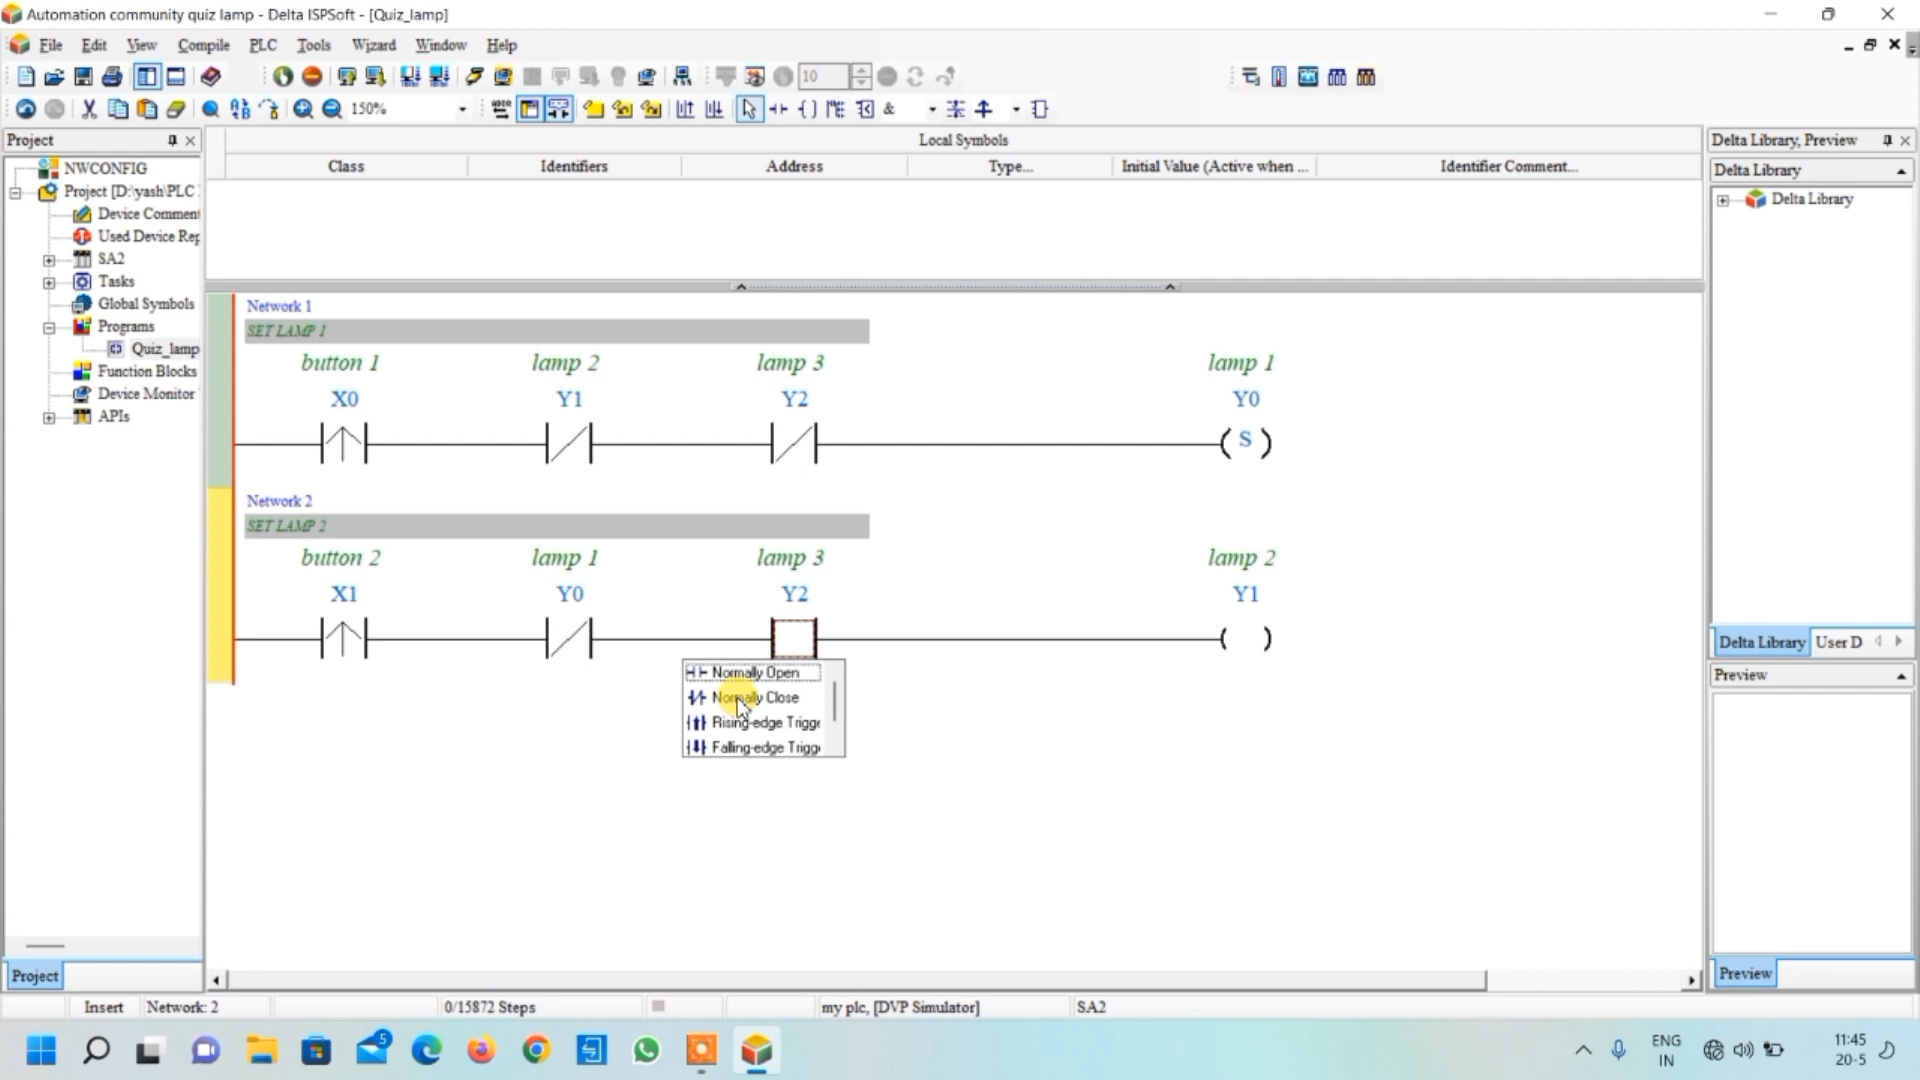 Automation community quiz lamp - Delta ISPSoft - [Quiz_lamp]
File Edit View Compile PLC Tools Wizard Window Help
10
150% &
Project
NWCONFIG
Project [D:\yash\PLC
Device Comment
Used Device Rep
SA2
Tasks
Global Symbols
Programs
Quiz_lamp
Function Blocks
Device Monitor
APIs
Project
Local Symbols
Class Identifiers Address Type... Initial Value (Active when ... Identifier Comment...
Network 1
SET LAMP 1
button 1 lamp 2 lamp 3 lamp 1
X0 Y1 Y2 Y0
S
Network 2
SET LAMP 2
button 2 lamp 1 lamp 3 lamp 2
X1 Y0 Y2 Y1
Normally Open
Normally Close
Rising-edge Trigge
Falling-edge Trigg
Delta Library, Preview
Delta Library
Delta Library
Delta Library User D
Preview
Preview
Insert Network: 2 0/15872 Steps my plc, [DVP Simulator] SA2
5
ENG
IN
11:45
20-5